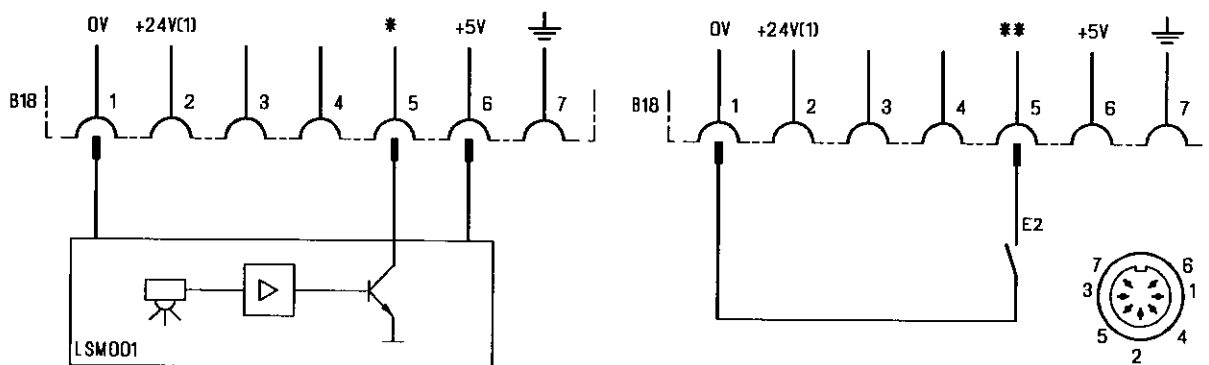 0V +24V(1) * +5V
B18 1 2 3 4 5 6 7
LSM001
0V +24V(1) ** +5V
B18 1 2 3 4 5 6 7
E2
7 6
3 1
5 4
2